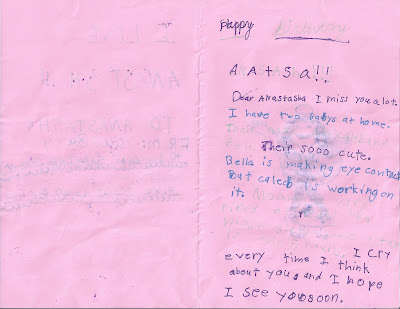 Happy
A A t S a !!
Dear Anastasha I miss you alot.
I have two babys at home.
Their sooo cute.
Bella is making eye contact
But caleb is working on
it.
I cry
every time I think
about you, and I hope
I see you soon.